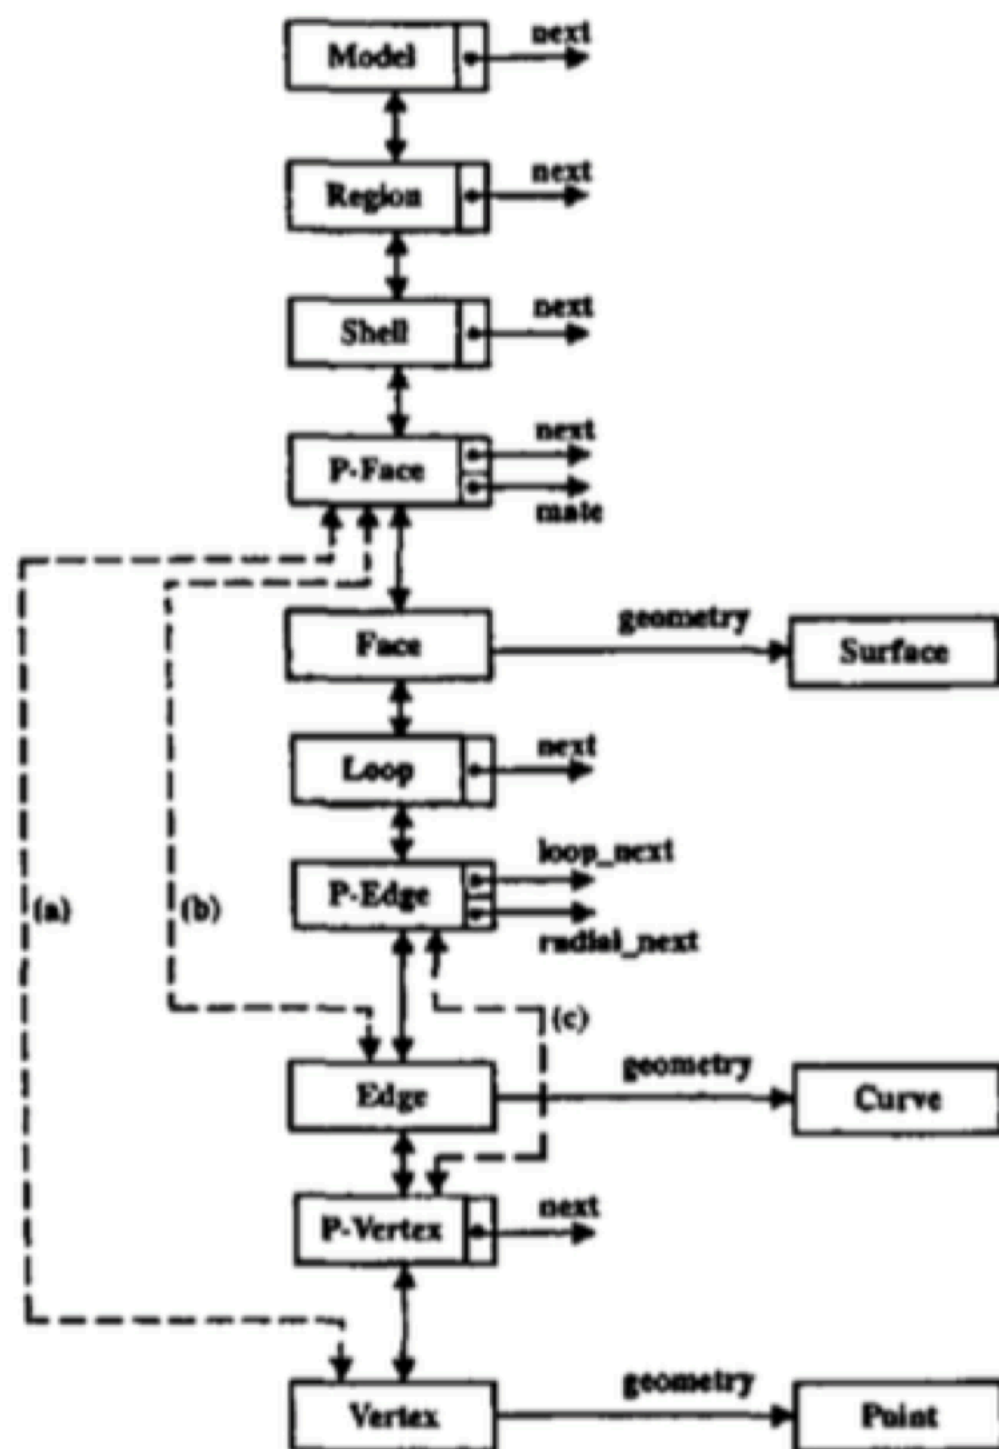 next
Model
next
Region
next
Shell
next
P-Face
mate
geometry
Face
Surface
next
Loop
loop_next
P-Edge
(a)
(b)
radial_next
(c)
geometry
Edge
Curve
next
P-Vertex
geometry
Vertex
Point